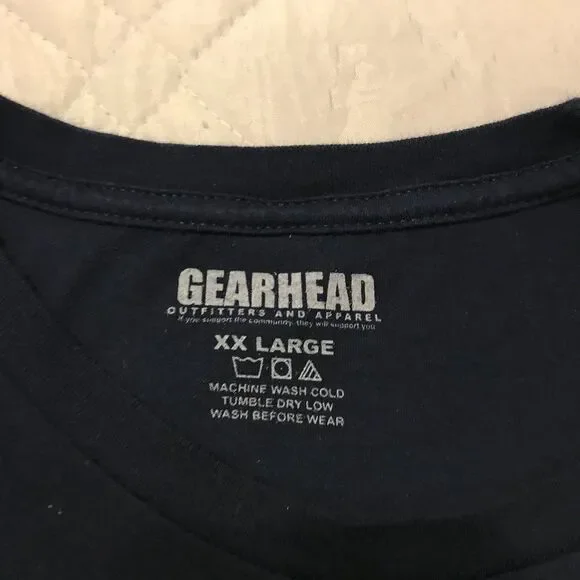 GEARHEAD
OUTFITTERS AND APPAREL
If you support the community, they will support you
XX LARGE
MACHINE WASH COLD
TUMBLE DRY LOW
WASH BEFORE WEAR